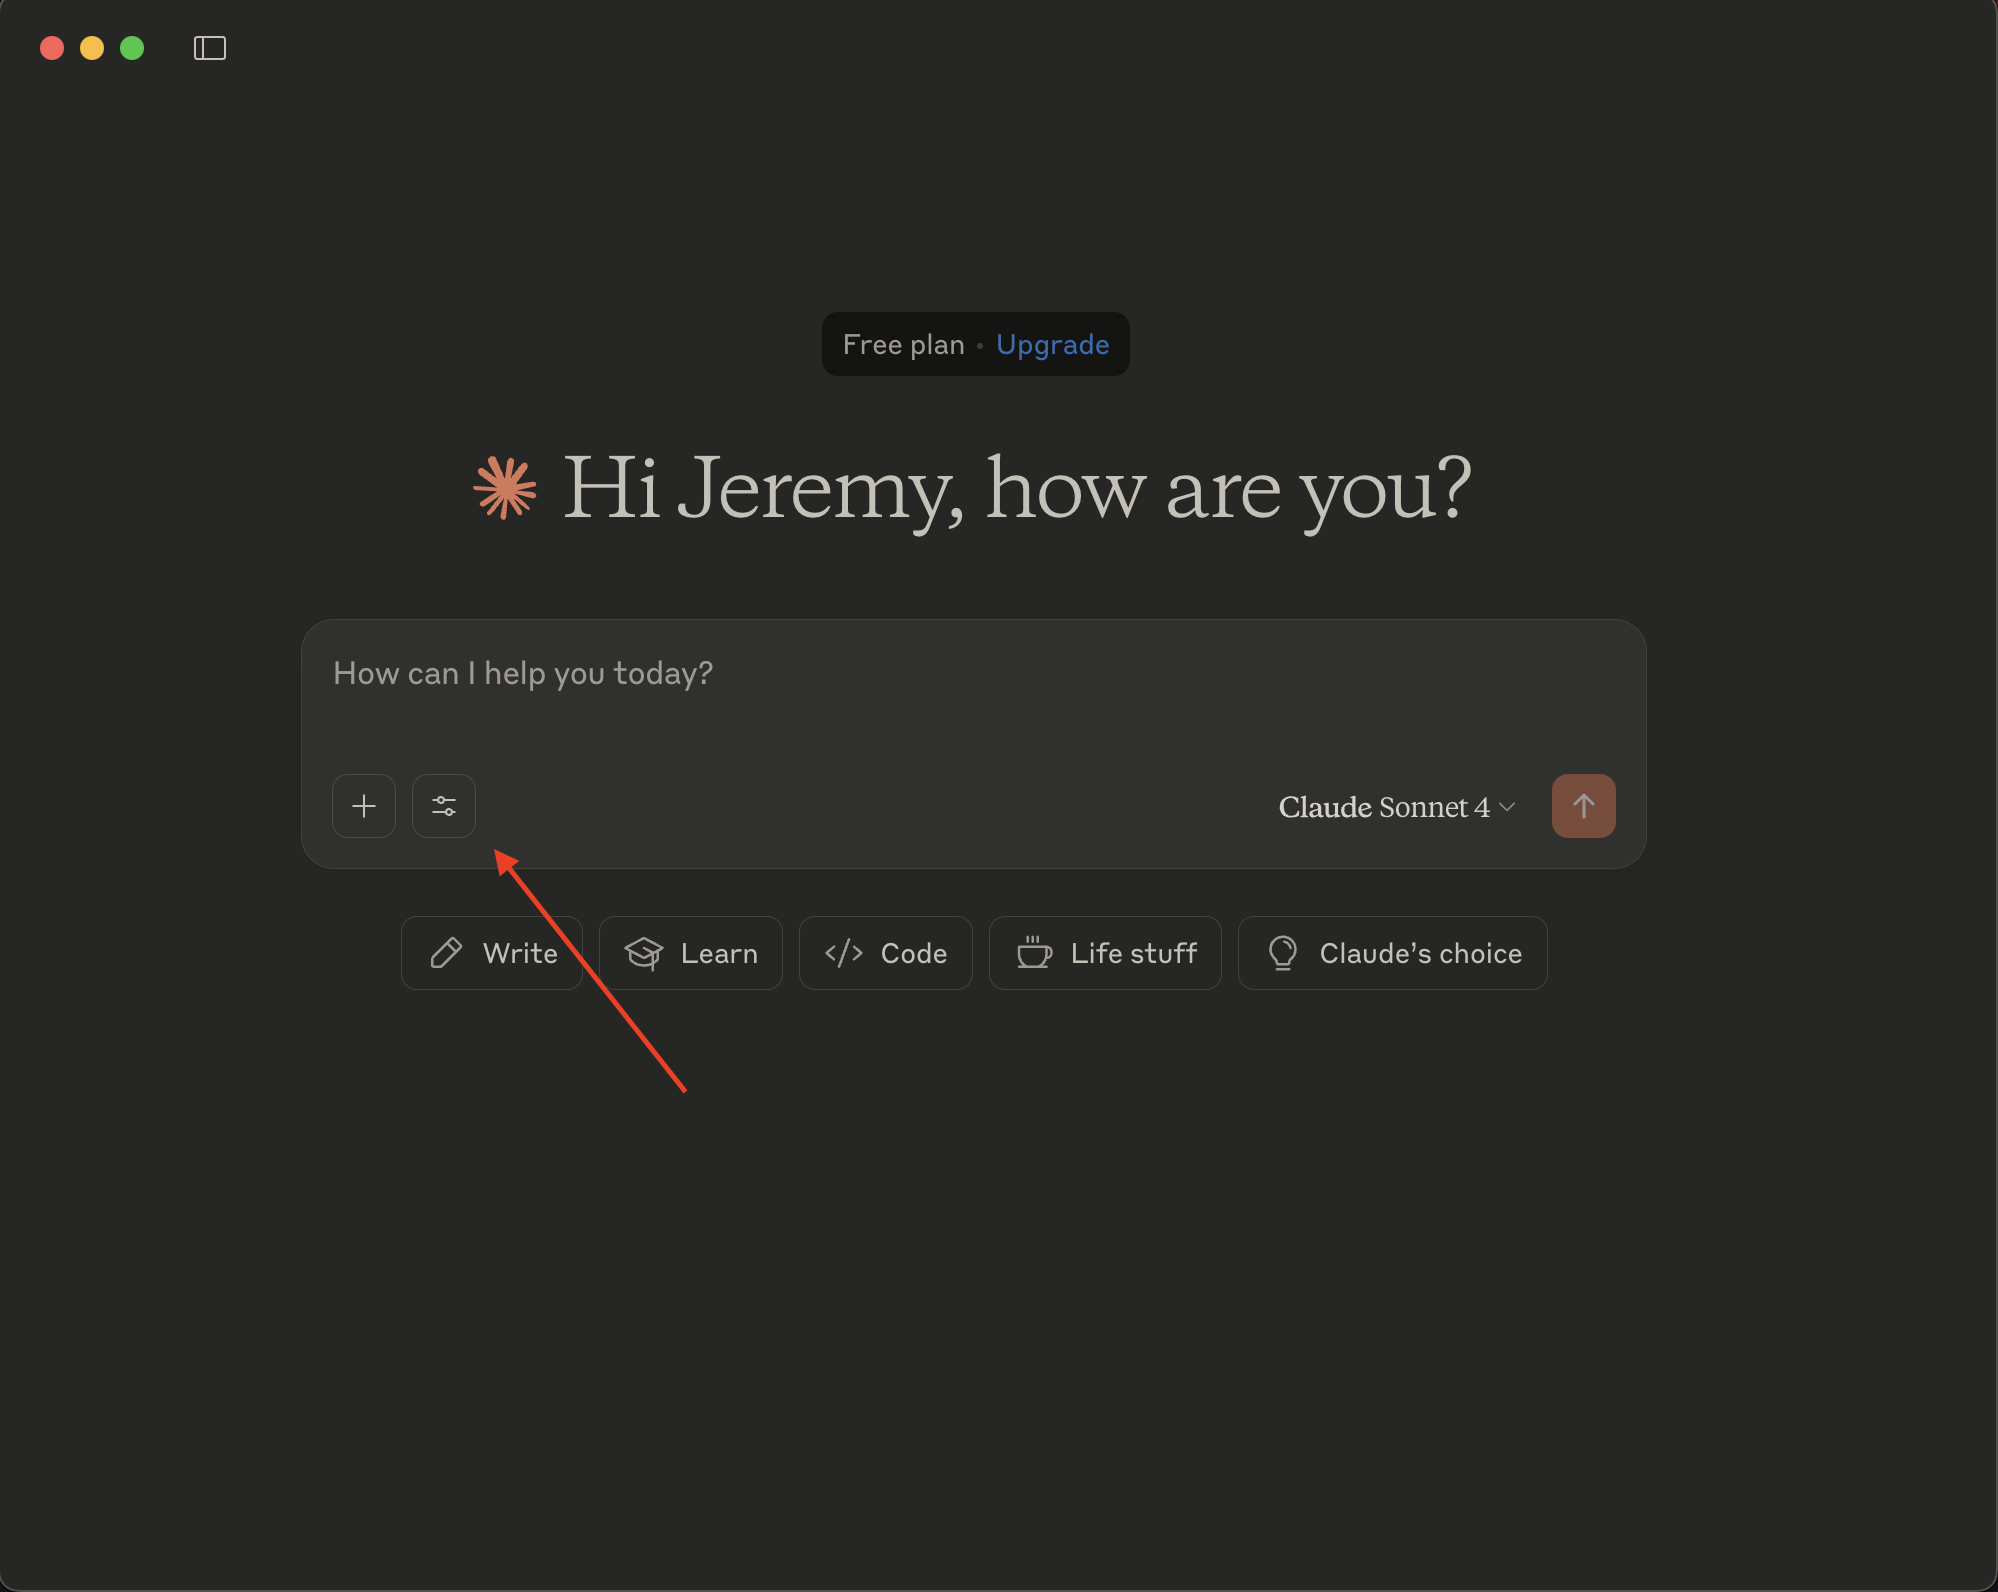 Free plan • Upgrade
Hi Jeremy, how are you?
How can I help you today?
Claude Sonnet 4
Write
Learn
Code
Life stuff
Claude’s choice